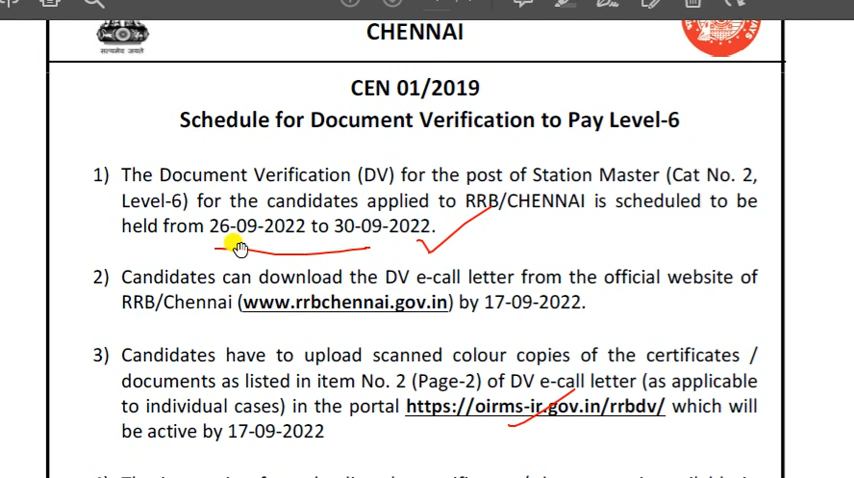 सत्यमेव जयते
CHENNAI
CEN 01/2019
Schedule for Document Verification to Pay Level-6
1) The Document Verification (DV) for the post of Station Master (Cat No. 2,
Level-6) for the candidates applied to RRB/CHENNAI is scheduled to be
held from 26-09-2022 to 30-09-2022.
2) Candidates can download the DV e-call letter from the official website of
RRB/Chennai (www.rrbchennai.gov.in) by 17-09-2022.
3) Candidates have to upload scanned colour copies of the certificates /
documents as listed in item No. 2 (Page-2) of DV e-call letter (as applicable
to individual cases) in the portal https://oirms-ir.gov.in/rrbdv/ which will
be active by 17-09-2022